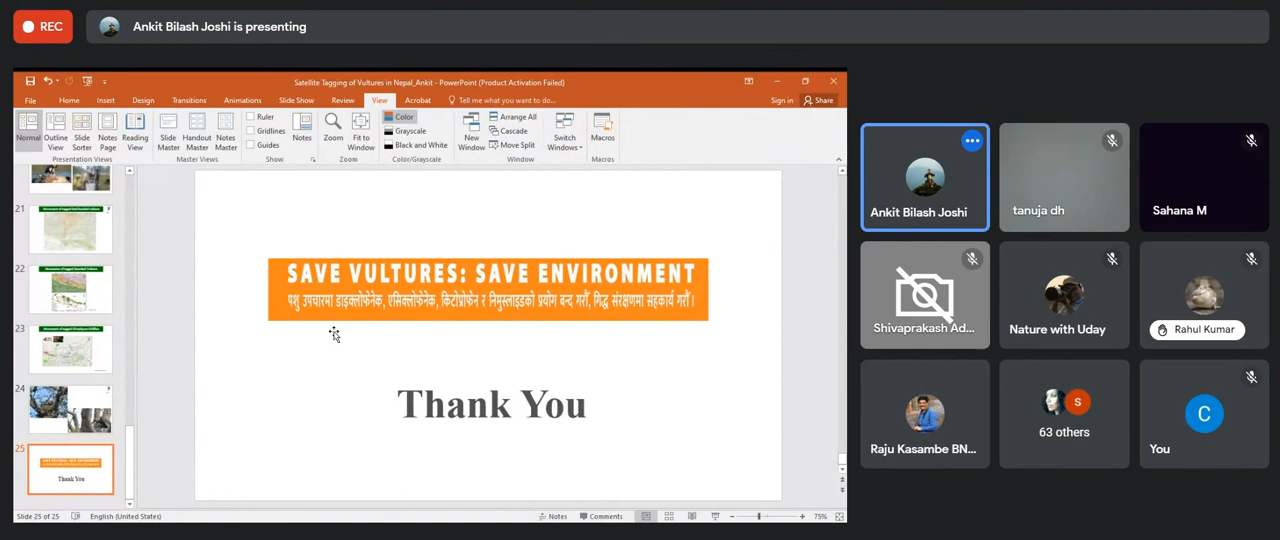 REC
Ankit Bilash Joshi is presenting
Satellite Tagging of Vultures in Nepal_Ankit - PowerPoint (Product Activation Failed)
File Home Insert Design Transitions Animations Slide Show Review View Acrobat Tell me what you want to do... Sign in Share
Normal Outline View Slide Sorter Notes Page Reading View
Presentation Views
Slide Master Handout Master Notes Master
Master Views
Ruler
Gridlines
Guides
Show
Notes
Zoom Fit to Window
Zoom
Color
Grayscale
Black and White
Color/Grayscale
New Window
Arrange All
Cascade
Move Split
Switch Windows
Window
Macros
Macros
21
22
23
24
25
SAVE VULTURES: SAVE ENVIRONMENT
Thank You
SAVE VULTURES: SAVE ENVIRONMENT
पशु उपचारमा डाइक्लोफेनेक, एसिक्लोफेनेक, किटोप्रोफेन र निमुस्लाइडको प्रयोग बन्द गरौं, गिद्ध संरक्षणमा सहकार्य गरौं।
Thank You
Slide 25 of 25 English (United States) Notes Comments 75%
Ankit Bilash Joshi
tanuja dh
Sahana M
Shivaprakash Ad...
Nature with Uday
Rahul Kumar
Raju Kasambe BN...
S
63 others
C
You